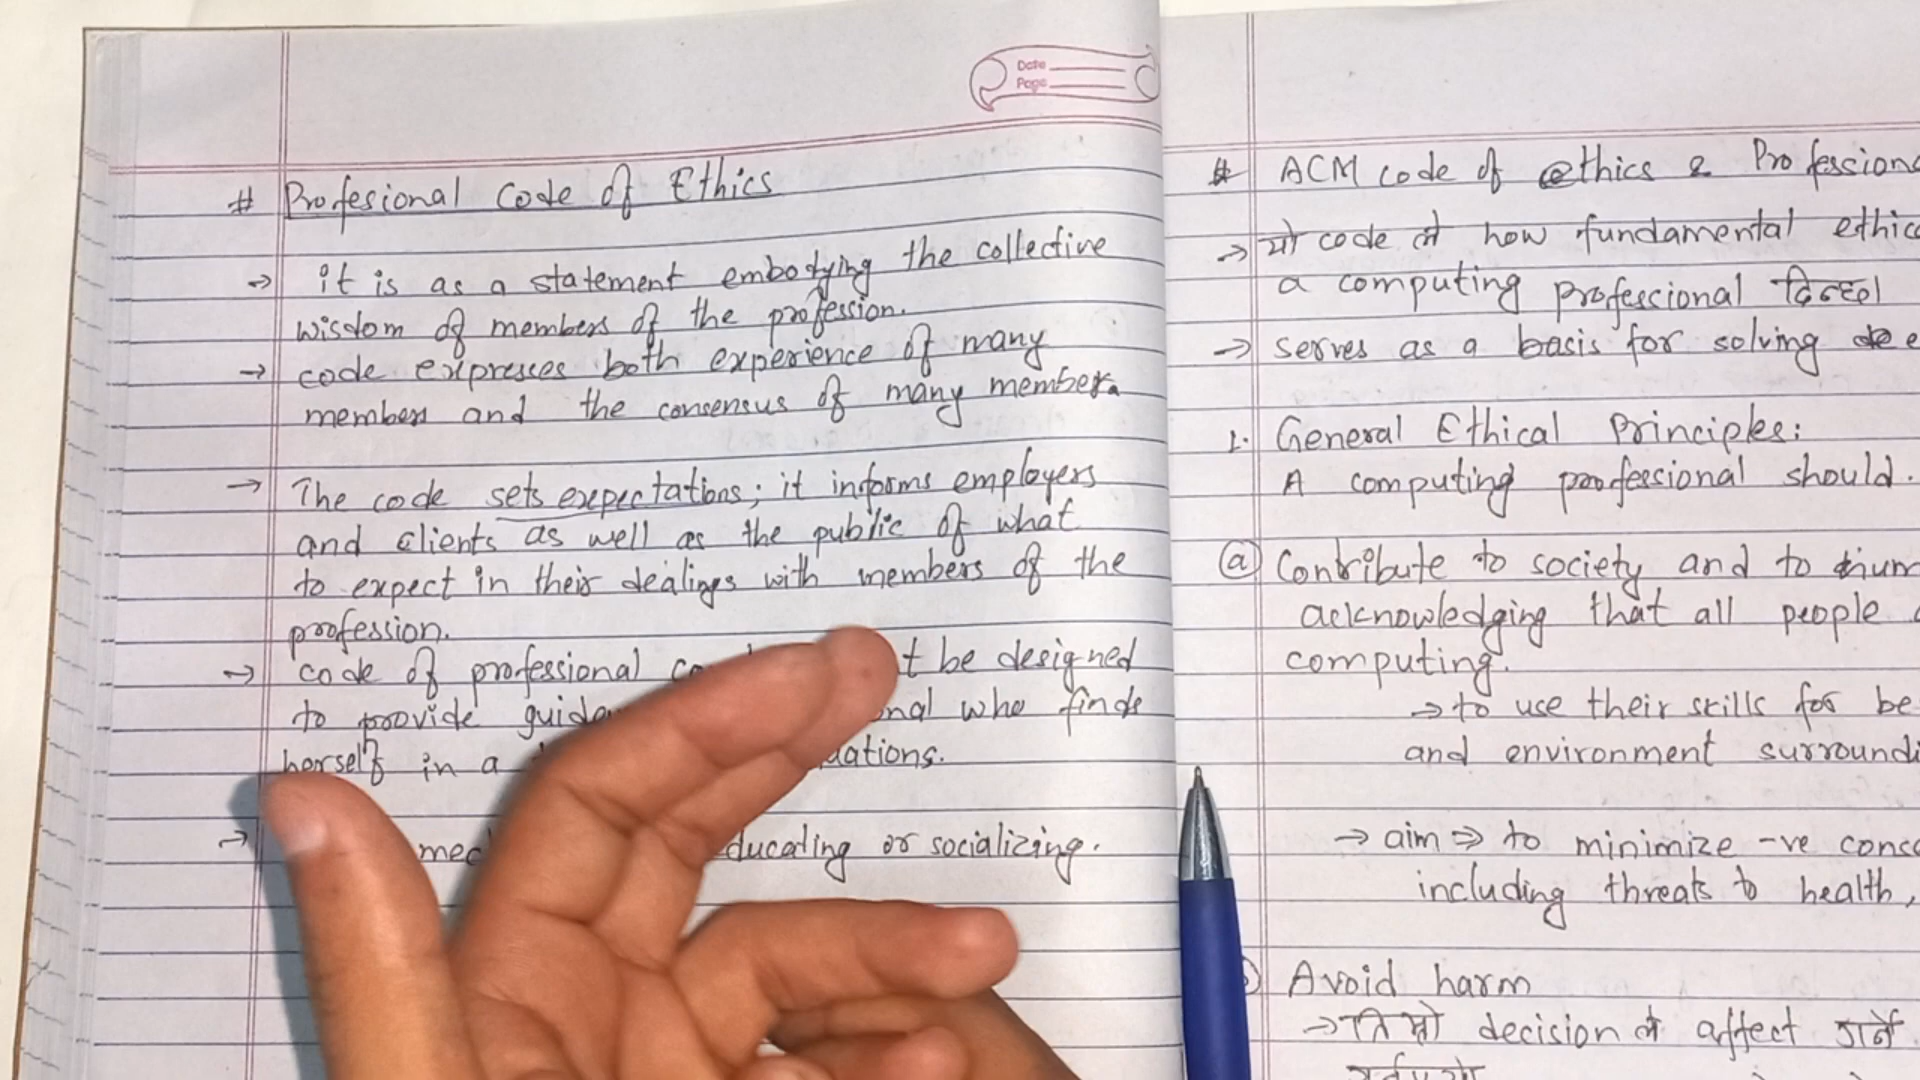 Date
Page
# Profesional Code of Ethics
→ it is as a statement embodying the collective
wisdom of members of the profession.
→ code expresses both experience of many
members and the consensus of many members.
→ The code sets expectations; it informs employers
and clients as well as the public of what
to expect in their dealings with members of the
profession.
→ code of professional be designed
to provide who finds
herself in a
→ educating or socializing.
# ACM code of ethics & Profession
→ यो code ले how fundamental ethic
a computing professional
→ serves as a basis for solving
1. General Ethical Principles:
A computing professional should.
(a) Contribute to society and to
acknowledging that all people
computing.
→ to use their skills for be
and environment surroundi
→ aim ⇒ to minimize -ve
including threats to health,
Avoid harm
→ decision ले affect गर्ने